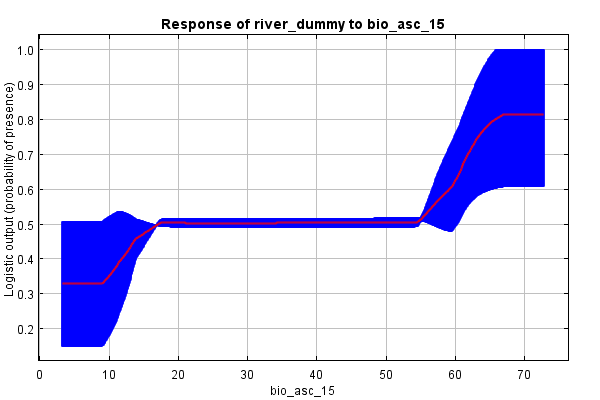 Response of river_dummy to bio_asc_15
Logistic output (probability of presence)
1.0
0.9
0.8
0.7
0.6
0.5
0.4
0.3
0.2
0 10 20 30 40 50 60 70
bio_asc_15